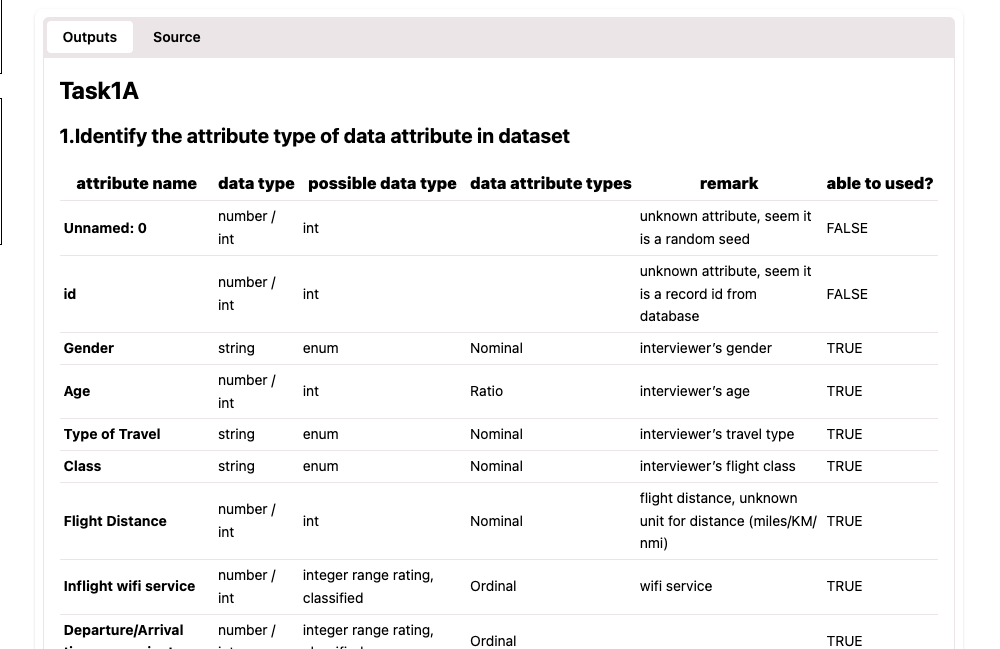 Outputs Source
Task1A
1.Identify the attribute type of data attribute in dataset
attribute name data type possible data type data attribute types remark able to used?
Unnamed: 0 number / int int unknown attribute, seem it is a random seed FALSE
id number / int int unknown attribute, seem it is a record id from database FALSE
Gender string enum Nominal interviewer’s gender TRUE
Age number / int int Ratio interviewer’s age TRUE
Type of Travel string enum Nominal interviewer’s travel type TRUE
Class string enum Nominal interviewer’s flight class TRUE
Flight Distance number / int int Nominal flight distance, unknown unit for distance (miles/KM/ nmi) TRUE
Inflight wifi service number / int integer range rating, classified Ordinal wifi service TRUE
Departure/Arrival number / integer range rating, Ordinal TRUE